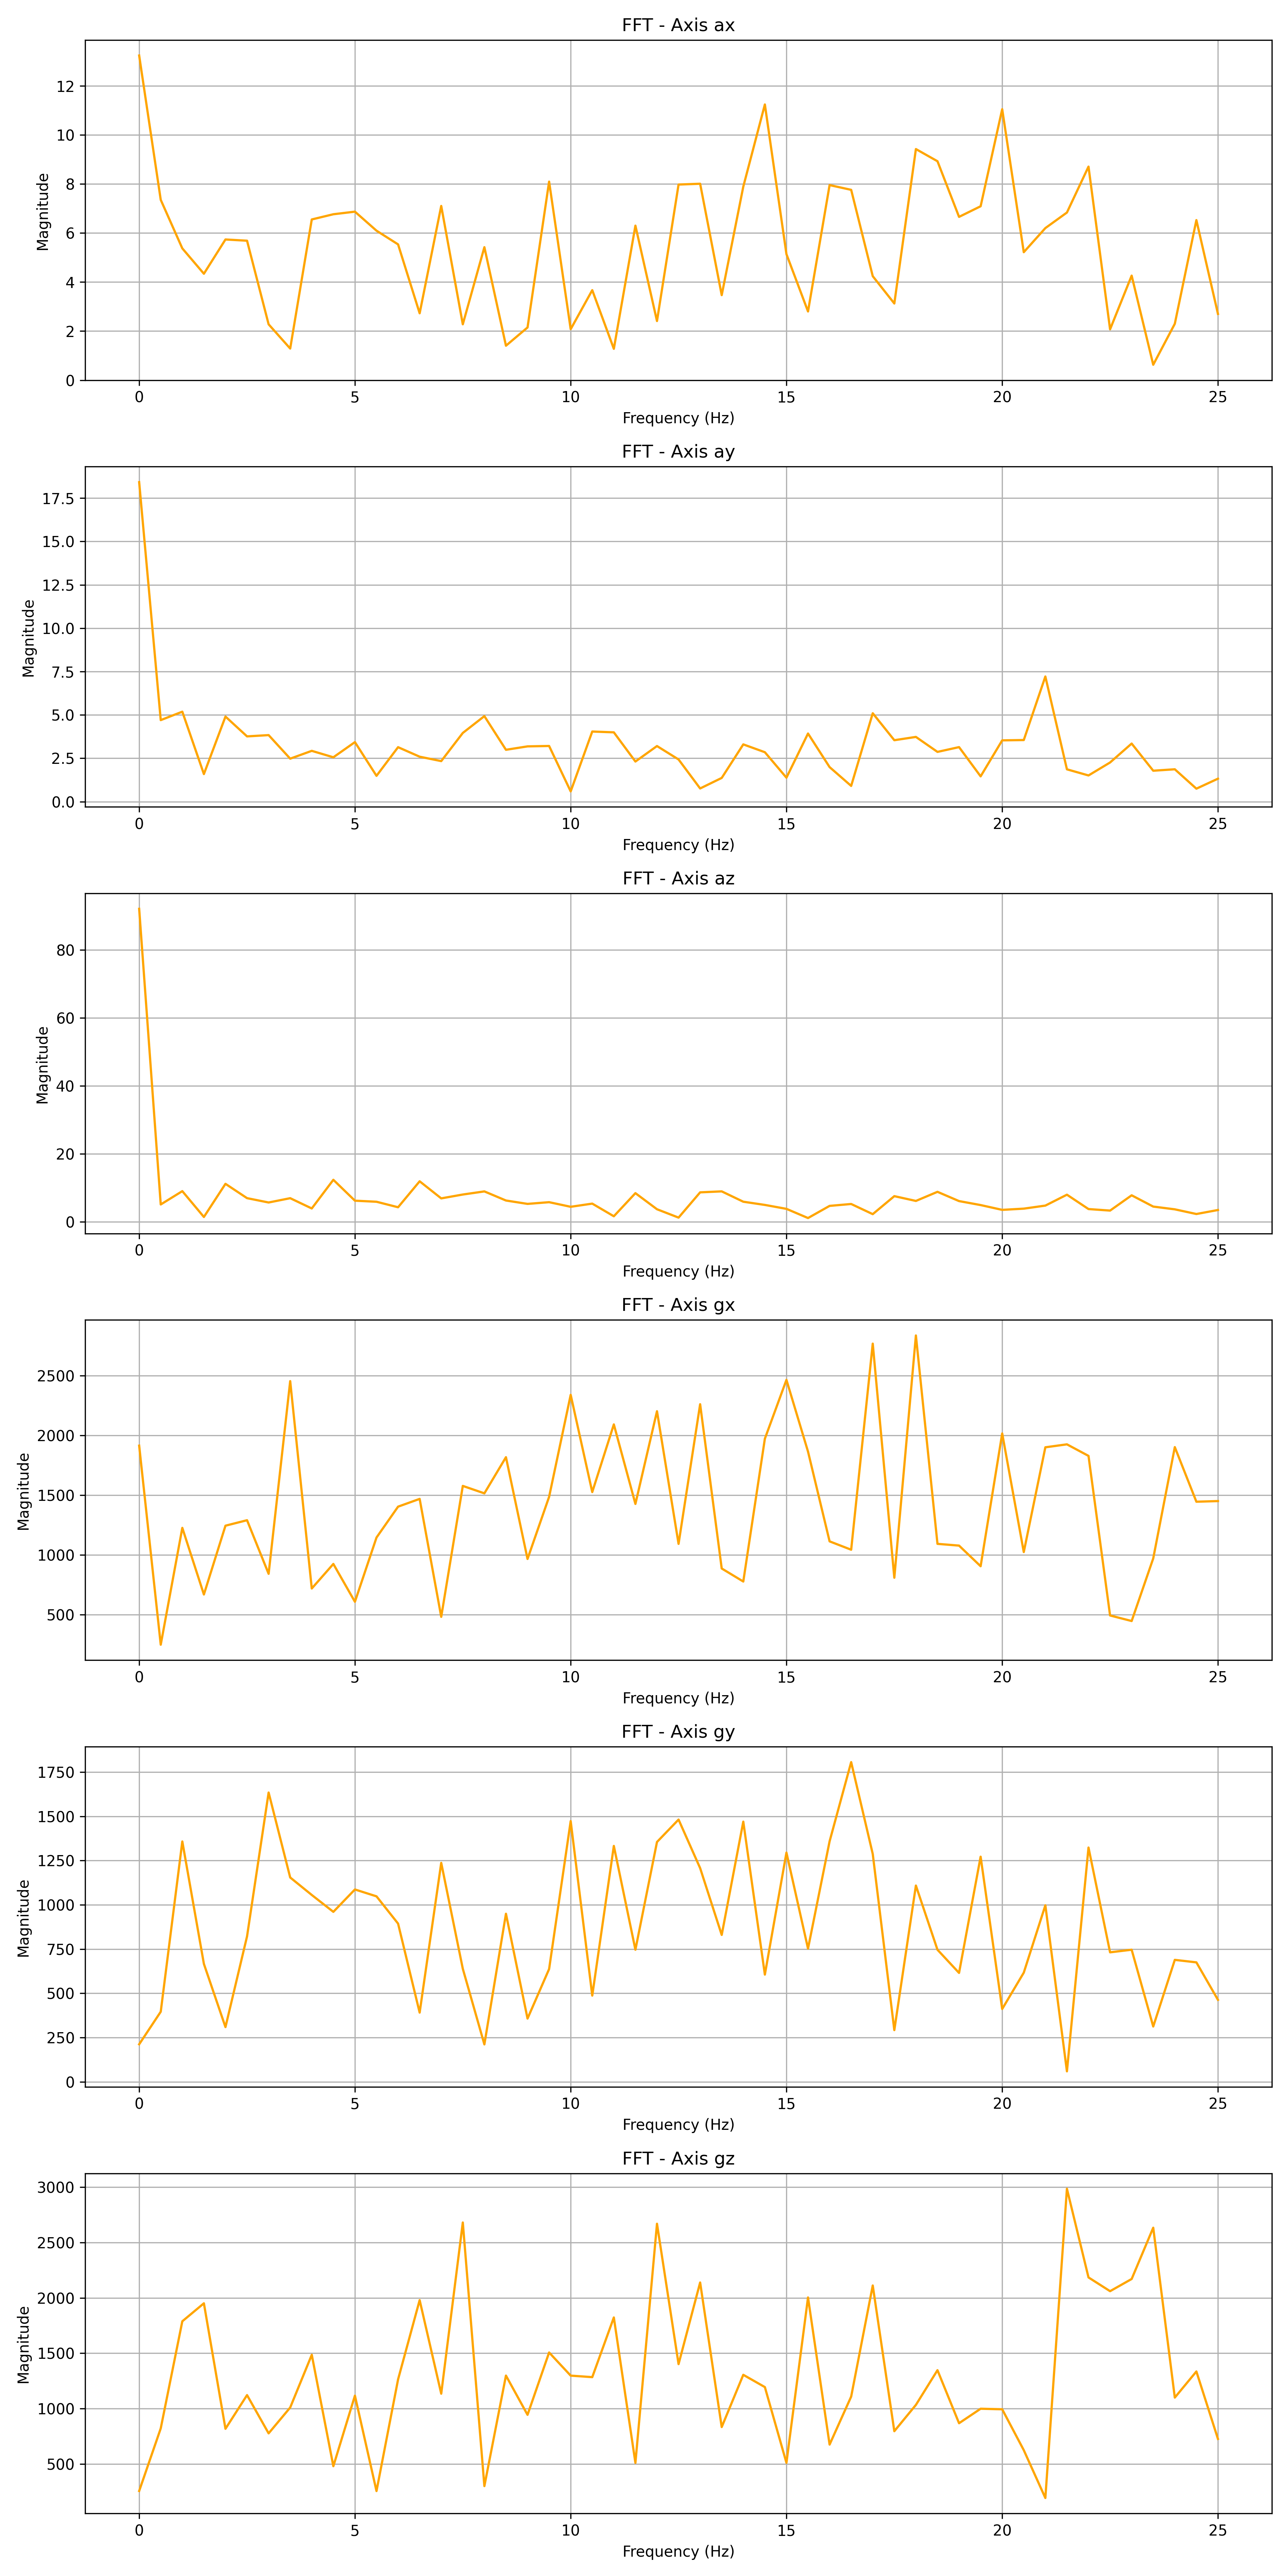 FFT - Axis ax
12
10
8
6
4
2
0
Magnitude
0 5 10 15 20 25
Frequency (Hz)
FFT - Axis ay
17.5
15.0
12.5
10.0
7.5
5.0
2.5
0.0
Magnitude
0 5 10 15 20 25
Frequency (Hz)
FFT - Axis az
80
60
40
20
0
Magnitude
0 5 10 15 20 25
Frequency (Hz)
FFT - Axis gx
2500
2000
1500
1000
500
Magnitude
0 5 10 15 20 25
Frequency (Hz)
FFT - Axis gy
1750
1500
1250
1000
750
500
250
0
Magnitude
0 5 10 15 20 25
Frequency (Hz)
FFT - Axis gz
3000
2500
2000
1500
1000
500
Magnitude
0 5 10 15 20 25
Frequency (Hz)